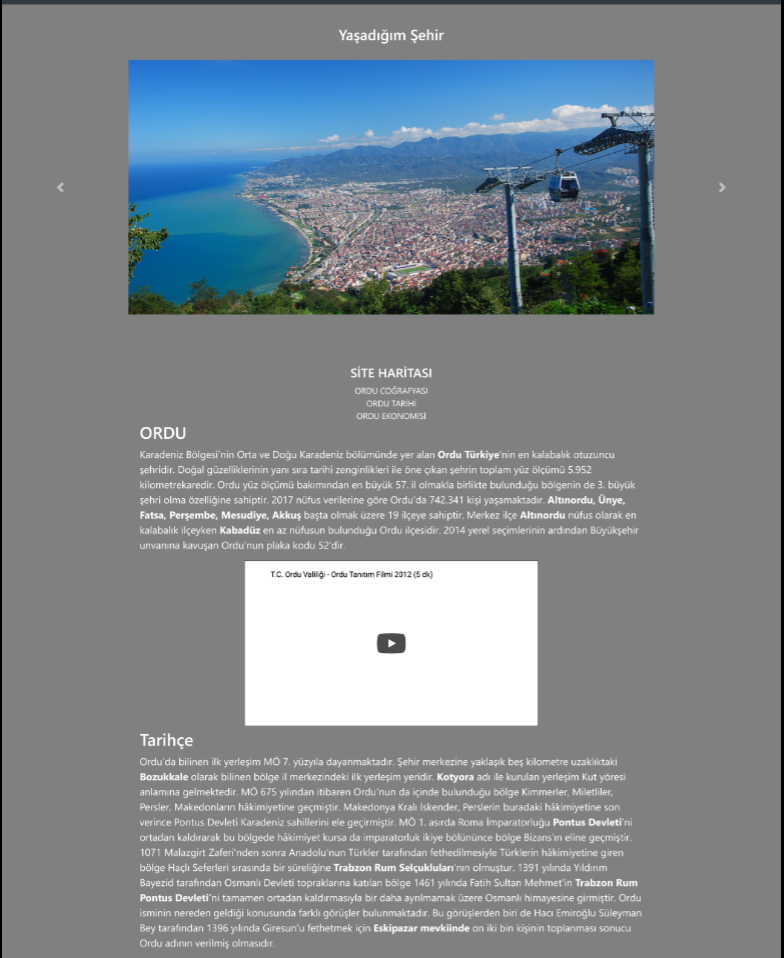 Yaşadığım Şehir
SİTE HARİTASI
ORDU COĞRAFYASI
ORDU TARİHİ
ORDU EKONOMİSİ
ORDU
Karadeniz Bölgesi'nin Orta ve Doğu Karadeniz bölümünde yer alan Ordu Türkiye'nin en kalabalık otuzuncu
şehridir. Doğal güzelliklerinin yanı sıra tarihî zenginlikleri ile öne çıkan şehrin toplam yüz ölçümü 5.952
kilometrekaredir. Ordu yüz ölçümü bakımından en büyük 57. il olmakla birlikte bulunduğu bölgenin de 3. büyük
şehri olma özelliğine sahiptir. 2017 nüfus verilerine göre Ordu'da 742.341 kişi yaşamaktadır. Altınordu, Ünye,
Fatsa, Perşembe, Mesudiye, Akkuş başta olmak üzere 19 ilçeye sahiptir. Merkez ilçe Altınordu nüfus olarak en
kalabalık ilçeyken Kabadüz en az nüfusun bulunduğu Ordu ilçesidir. 2014 yerel seçimlerinin ardından Büyükşehir
unvanına kavuşan Ordu'nun plaka kodu 52'dir.
T.C. Ordu Valiliği - Ordu Tanıtım Filmi 2012 (5 dk)
Tarihçe
Ordu'da bilinen ilk yerleşim MÖ 7. yüzyıla dayanmaktadır. Şehir merkezine yaklaşık beş kilometre uzaklıktaki
Bozukkale olarak bilinen bölge il merkezindeki ilk yerleşim yeridir. Kotyora adı ile kurulan yerleşim Kut yöresi
anlamına gelmektedir. MÖ 675 yılından itibaren Ordu'nun da içinde bulunduğu bölge Kimmerler, Miletliler,
Persler, Makedonların hâkimiyetine geçmiştir. Makedonya Kralı İskender, Perslerin buradaki hâkimiyetine son
verince Pontus Devleti Karadeniz sahillerini ele geçirmiştir. MÖ 1. asırda Roma İmparatorluğu Pontus Devleti'ni
ortadan kaldırarak bu bölgede hâkimiyet kursa da imparatorluk ikiye bölününce bölge Bizans'ın eline geçmiştir.
1071 Malazgirt Zaferi'nden sonra Anadolu'nun Türkler tarafından fethedilmesiyle Türklerin hâkimiyetine giren
bölge Haçlı Seferleri sırasında bir süreliğine Trabzon Rum Selçukluları'nın olmuştur. 1391 yılında Yıldırım
Bayezid tarafından Osmanlı Devleti topraklarına katılan bölge 1461 yılında Fatih Sultan Mehmet'in Trabzon Rum
Pontus Devleti'ni tamamen ortadan kaldırmasıyla bir daha ayrılmamak üzere Osmanlı himayesine girmiştir. Ordu
isminin nereden geldiği konusunda farklı görüşler bulunmaktadır. Bu görüşlerden biri de Hacı Emiroğlu Süleyman
Bey tarafından 1396 yılında Giresun'u fethetmek için Eskipazar mevkiinde on iki bin kişinin toplanması sonucu
Ordu adının verilmiş olmasıdır.